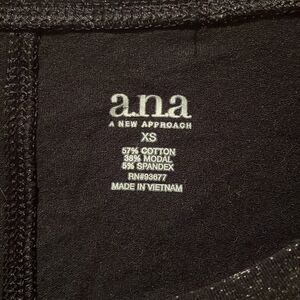 a.n.a
A NEW APPROACH
XS
57% COTTON
38% MODAL
5% SPANDEX
RN#93677
MADE IN VIETNAM